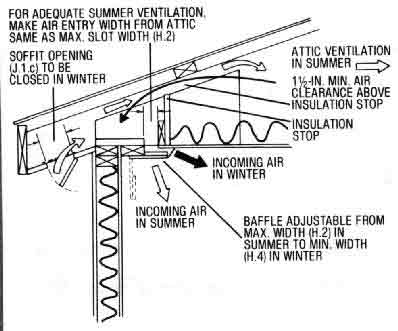 FOR ADEQUATE SUMMER VENTILATION,
MAKE AIR ENTRY WIDTH FROM ATTIC
SAME AS MAX. SLOT WIDTH (H.2)
SOFFIT OPENING
(J.1.c) TO BE
CLOSED IN WINTER
ATTIC VENTILATION
IN SUMMER
1½-IN. MIN. AIR
CLEARANCE ABOVE
INSULATION STOP
INSULATION
STOP
INCOMING AIR
IN WINTER
INCOMING AIR
IN SUMMER
BAFFLE ADJUSTABLE FROM
MAX. WIDTH (H.2) IN
SUMMER TO MIN. WIDTH
(H.4) IN WINTER